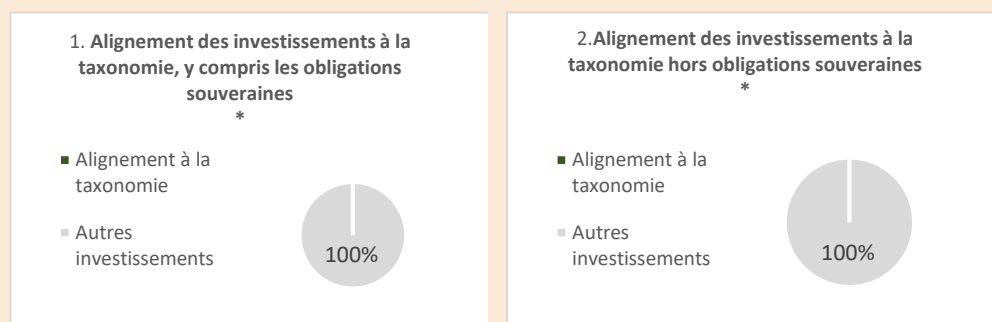 1. Alignement des investissements à la
taxonomie, y compris les obligations
souveraines
*
Alignement à la
taxonomie
Autres
investissements
100%
2.Alignement des investissements à la
taxonomie hors obligations souveraines
*
Alignement à la
taxonomie
Autres
investissements
100%